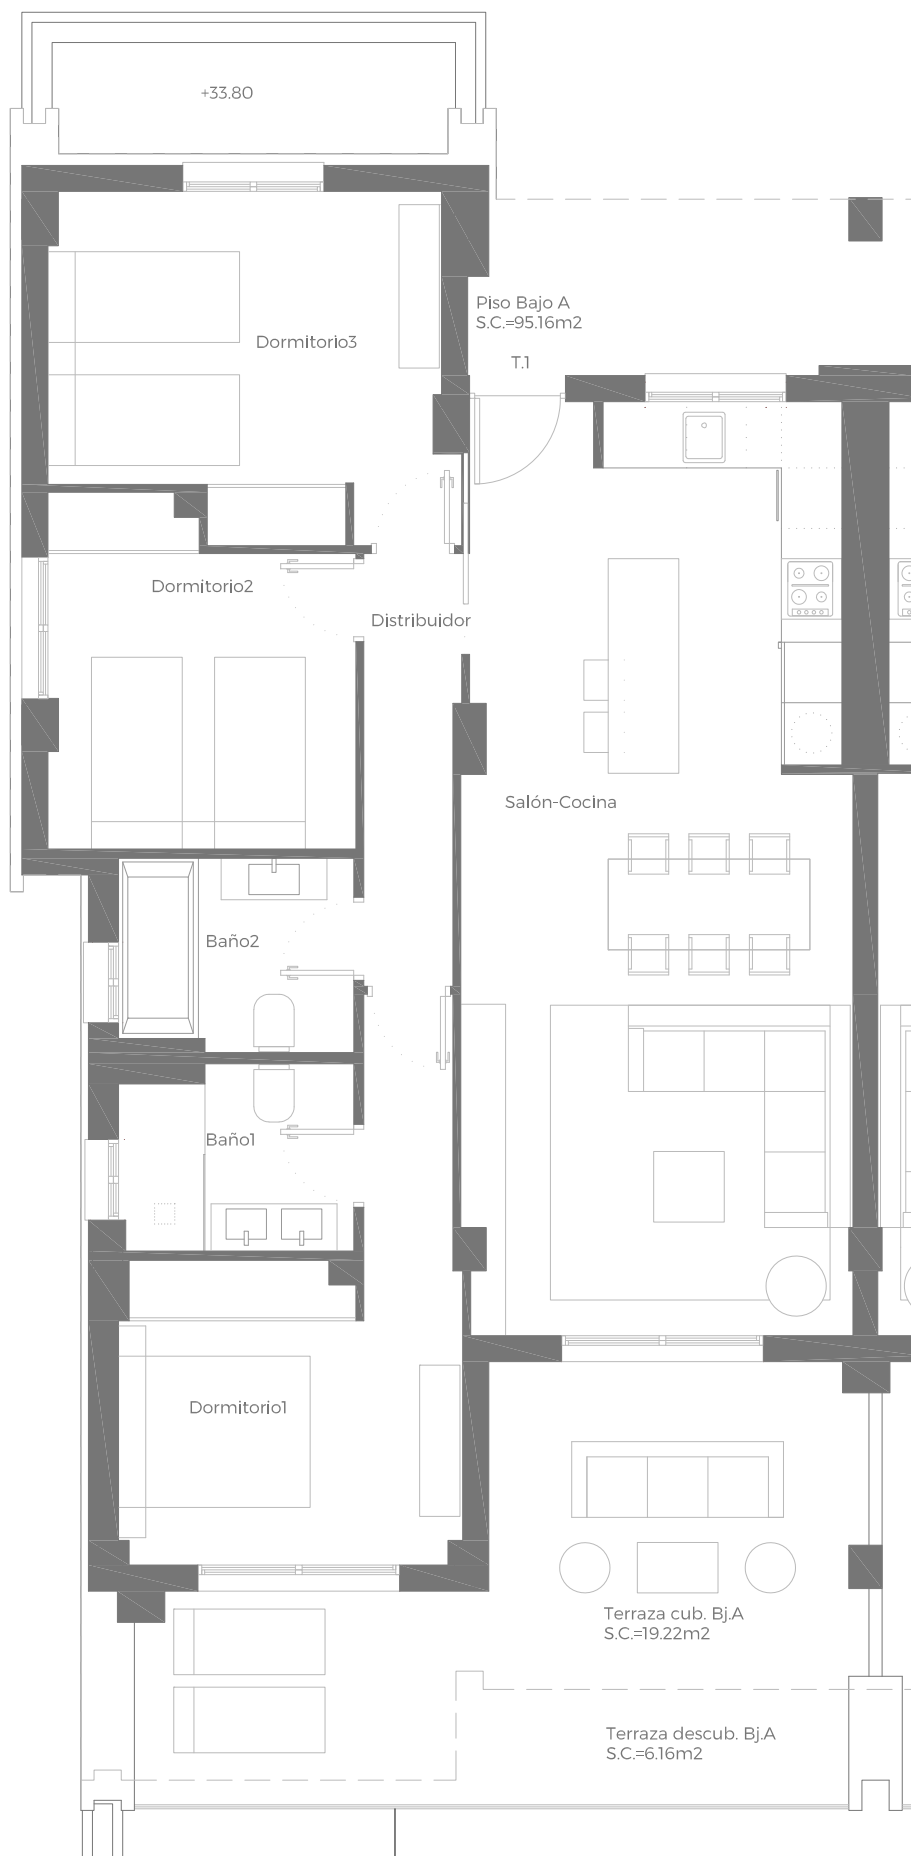 +33.80
Piso Bajo A
S.C.=95.16m2
Dormitorio3
T.1
Dormitorio2
Distribuidor
Salón-Cocina
Baño2
Baño1
Dormitorio1
Terraza cub. Bj.A
S.C.=19.22m2
Terraza descub. Bj.A
S.C.=6.16m2